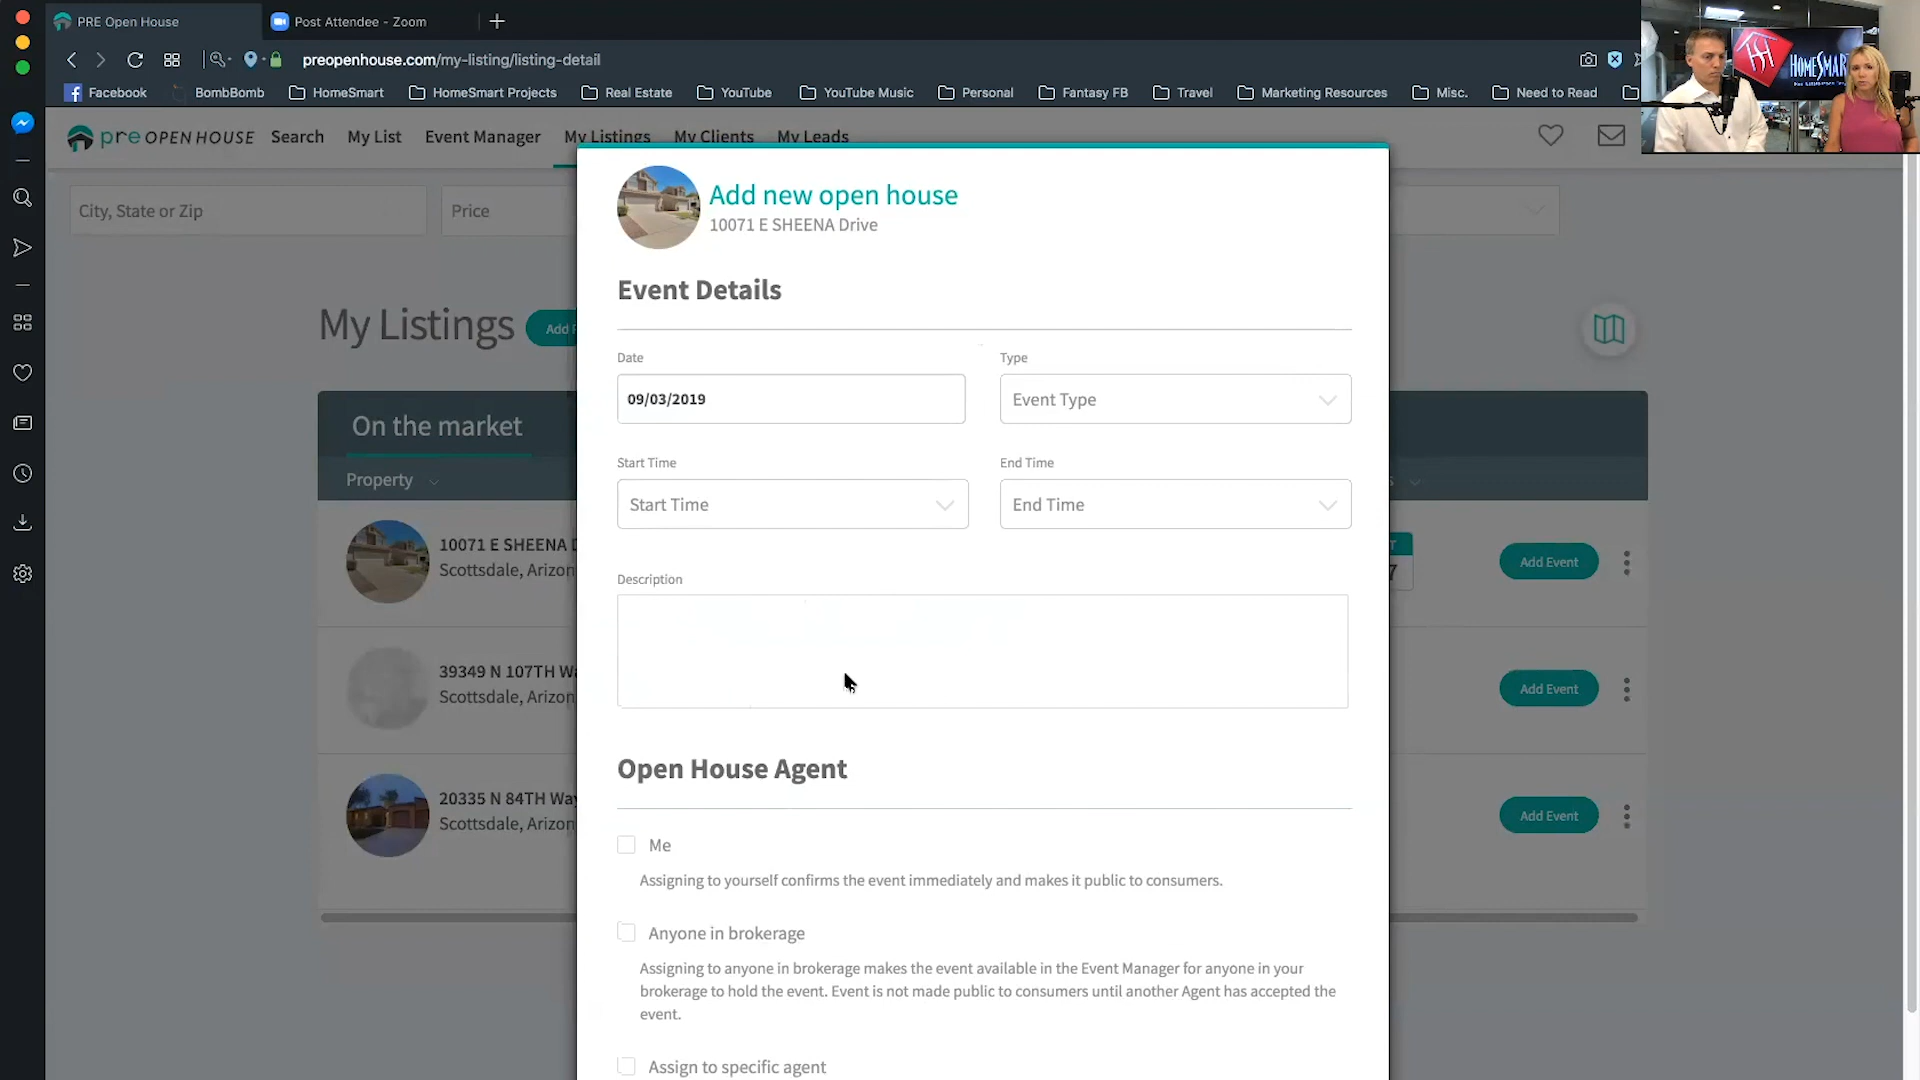 PRE Open House
Post Attendee - Zoom
preopenhouse.com/my-listing/listing-detail
Facebook
BombBomb
HomeSmart
HomeSmart Projects
Real Estate
YouTube
YouTube Music
Personal
Fantasy FB
Travel
Marketing Resources
Misc.
Need to Read
pre OPEN HOUSE
Search
My List
Event Manager
My Listings
My Clients
My Leads
City, State or Zip
Price
Add new open house
10071 E SHEENA Drive
Event Details
My Listings
Add
Date
Type
09/03/2019
Event Type
On the market
Start Time
End Time
Property
Start Time
End Time
10071 E SHEENA
Scottsdale, Arizon
T
7
Add Event
Description
39349 N 107TH Wa
Scottsdale, Arizon
Add Event
Open House Agent
20335 N 84TH Way
Scottsdale, Arizon
Add Event
Me
Assigning to yourself confirms the event immediately and makes it public to consumers.
Anyone in brokerage
Assigning to anyone in brokerage makes the event available in the Event Manager for anyone in your
brokerage to hold the event. Event is not made public to consumers until another Agent has accepted the
event.
Assign to specific agent
HOMESMAR